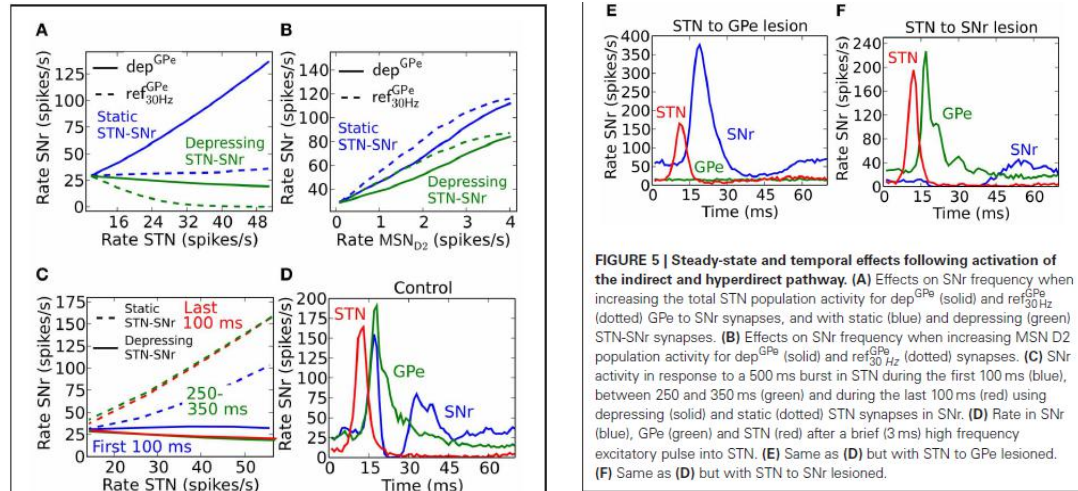 A
B
dep^GPe
ref^GPe_30Hz
Static
STN-SNr
Depressing
STN-SNr
Rate SNr (spikes/s)
125
100
75
50
25
0
16 24 32 40 48
Rate STN (spikes/s)
dep^GPe
ref^GPe_30Hz
Static
STN-SNr
Depressing
STN-SNr
Rate SNr (spikes/s)
140
120
100
80
60
40
0 1 2 3 4
Rate MSN_D2 (spikes/s)
C
D
Static
STN-SNr
Depressing
STN-SNr
Last
100 ms
250-
350 ms
First 100 ms
Rate SNr (spikes/s)
175
150
125
100
75
50
25
0
20 30 40 50
Rate STN (spikes/s)
Control
STN
GPe
SNr
Rate SNr (spikes/s)
200
160
120
80
40
0
0 15 30 45 60
Time (ms)
E
STN to GPe lesion
STN
SNr
GPe
Rate SNr (spikes/s)
400
350
300
250
200
150
100
50
0
0 15 30 45 60
Time (ms)
F
STN to SNr lesion
STN
GPe
SNr
Rate SNr (spikes/s)
240
200
160
120
80
40
0
0 15 30 45 60
Time (ms)
FIGURE 5 | Steady-state and temporal effects following activation of
the indirect and hyperdirect pathway. (A) Effects on SNr frequency when
increasing the total STN population activity for dep^GPe (solid) and ref^GPe_30 Hz
(dotted) GPe to SNr synapses, and with static (blue) and depressing (green)
STN-SNr synapses. (B) Effects on SNr frequency when increasing MSN D2
population activity for dep^GPe (solid) and ref^GPe_30 Hz (dotted) synapses. (C) SNr
activity in response to a 500 ms burst in STN during the first 100 ms (blue),
between 250 and 350 ms (green) and during the last 100 ms (red) using
depressing (solid) and static (dotted) STN synapses in SNr. (D) Rate in SNr
(blue), GPe (green) and STN (red) after a brief (3 ms) high frequency
excitatory pulse into STN. (E) Same as (D) but with STN to GPe lesioned.
(F) Same as (D) but with STN to SNr lesioned.